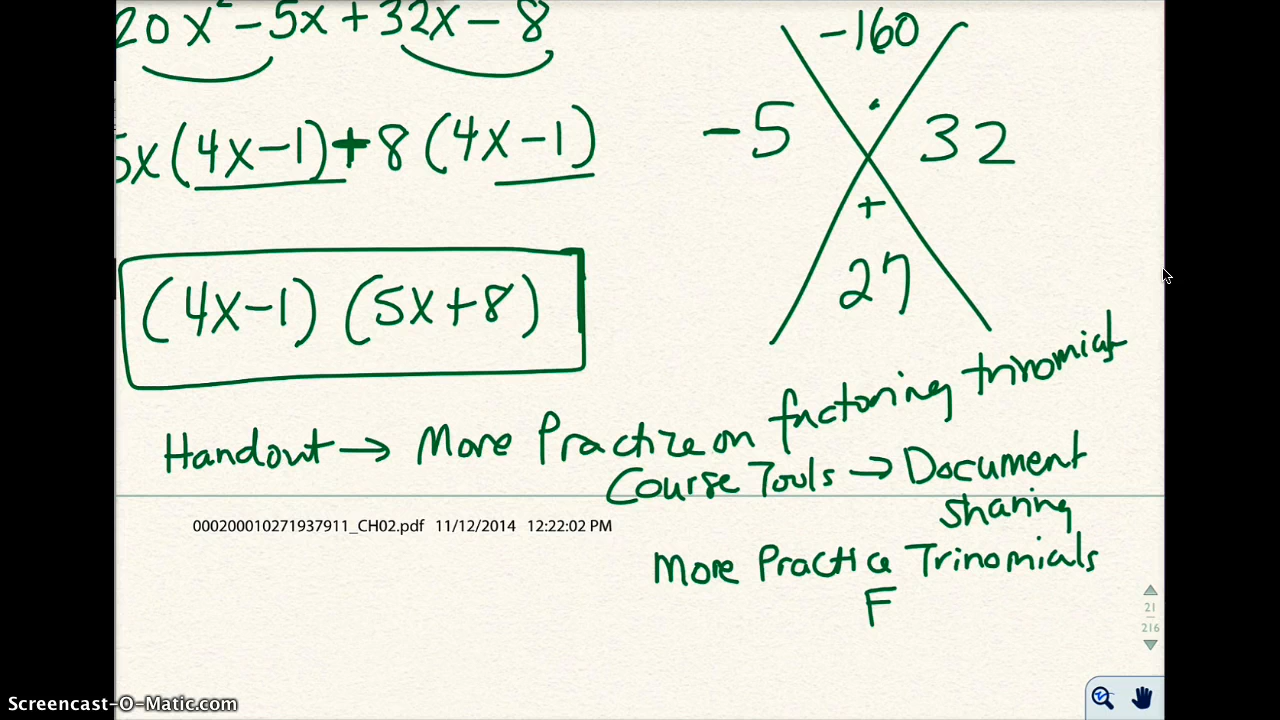 20x² - 5x + 32x - 8
5x(4x-1)+8(4x-1)
(4x-1) (5x+8)
-160
-5 · 32
+
27
Handout → More Practize on factoring trinomial
Course Tools → Document
sharing
000200010271937911_CH02.pdf 11/12/2014 12:22:02 PM
More Practice Trinomials
F
21
216
Screencast-O-Matic.com